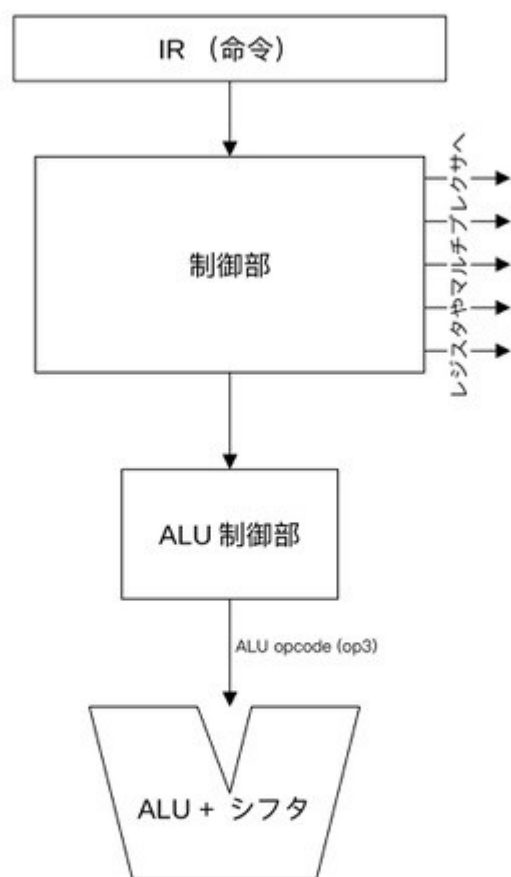 IR （命令）
制御部
レジスタやマルチプレクサへ
ALU 制御部
ALU opcode (op3)
ALU + シフタ